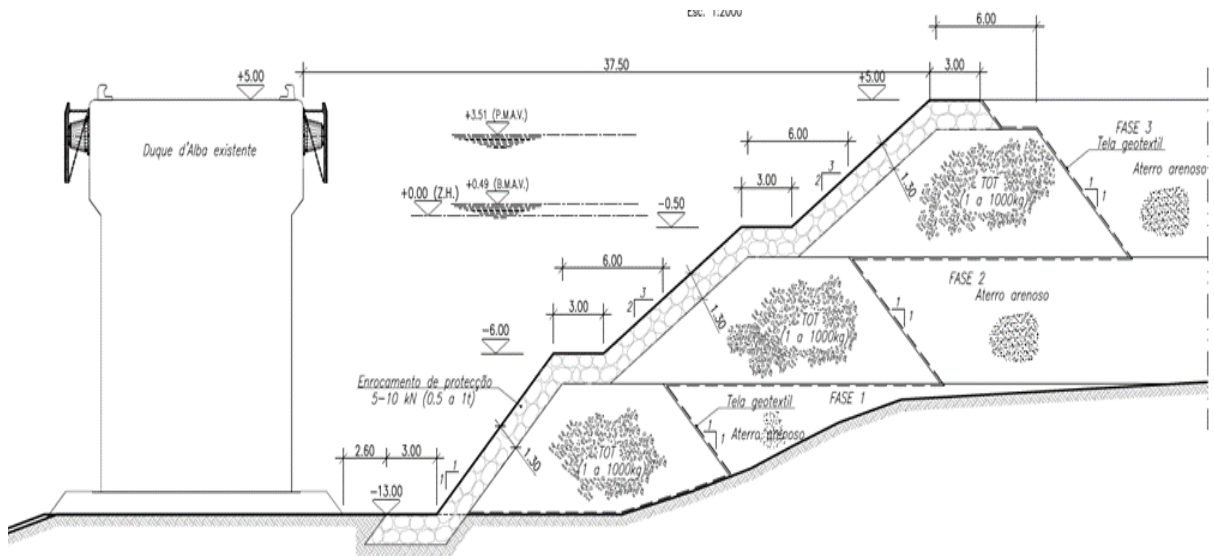 Esc. 1:2000
6.00
37.50
3.00
+5.00
+5.00
Duque d'Alba existente
+3.51 (P.M.A.V.)
6.00
FASE 3
Tela geotextil
Aterro arenoso
2
3
1.30
TOT
(1 a 1000kg)
1
1
+0.49 (B.M.A.V.)
+0.00 (Z.H.)
3.00
-0.50
6.00
FASE 2
Aterro arenoso
2
3
1.30
TOT
(1 a 1000kg)
1
1
3.00
-6.00
Enrocamento de protecção
5-10 kN (0.5 a 1t)
Tela geotextil
FASE 1
Aterro arenoso
1
1
TOT
(1 a 1000kg)
1.30
2.60
3.00
1
1
-13.00